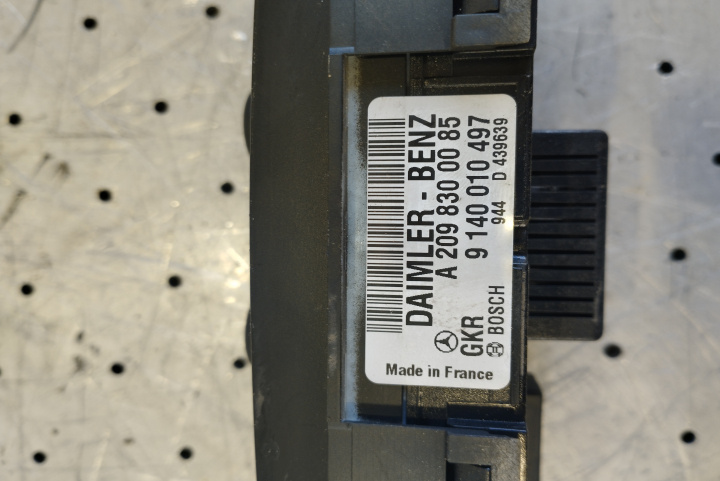 DAIMLER - BENZ
A 209 830 00 85
GKR 9 140 010 497
BOSCH 944 D 439639
Made in France